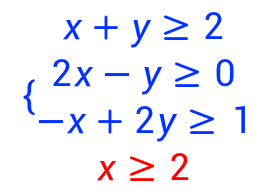 x + y ≥ 2
2x − y ≥ 0
{
−x + 2y ≥ 1
x ≥ 2